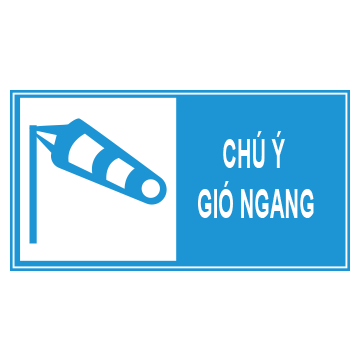 CHÚ Ý
GIÓ NGANG